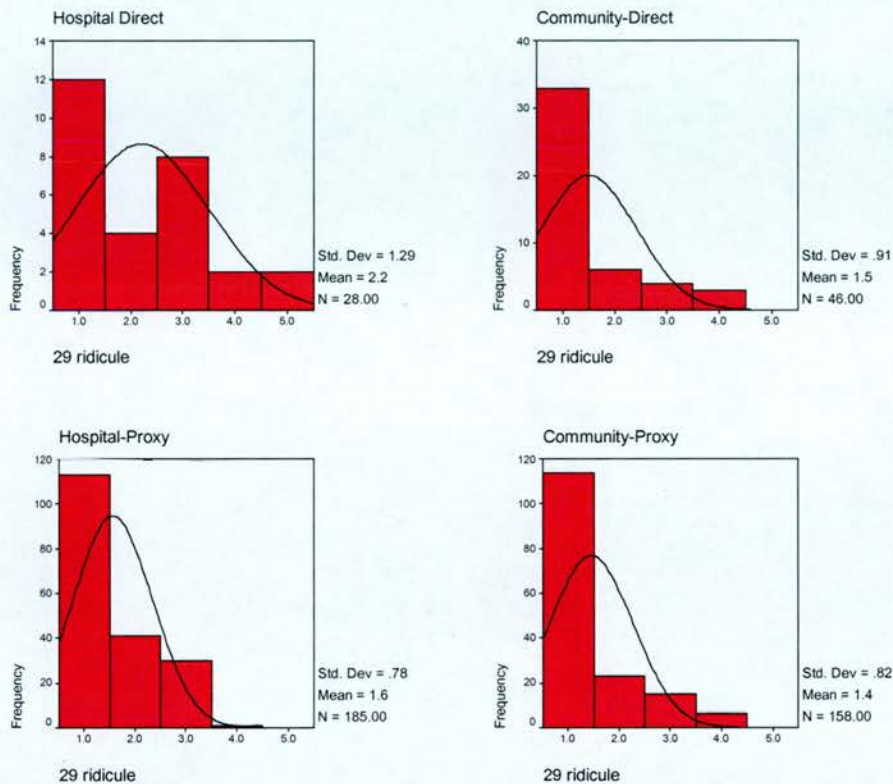 Hospital Direct
14
12
10
8
6
4
2
0
Frequency
1.0 2.0 3.0 4.0 5.0
Std. Dev = 1.29
Mean = 2.2
N = 28.00
29 ridicule
Community-Direct
40
30
20
10
0
Frequency
1.0 2.0 3.0 4.0 5.0
Std. Dev = .91
Mean = 1.5
N = 46.00
29 ridicule
Hospital-Proxy
120
100
80
60
40
20
0
Frequency
1.0 2.0 3.0 4.0 5.0
Std. Dev = .78
Mean = 1.6
N = 185.00
29 ridicule
Community-Proxy
120
100
80
60
40
20
0
Frequency
1.0 2.0 3.0 4.0 5.0
Std. Dev = .82
Mean = 1.4
N = 158.00
29 ridicule